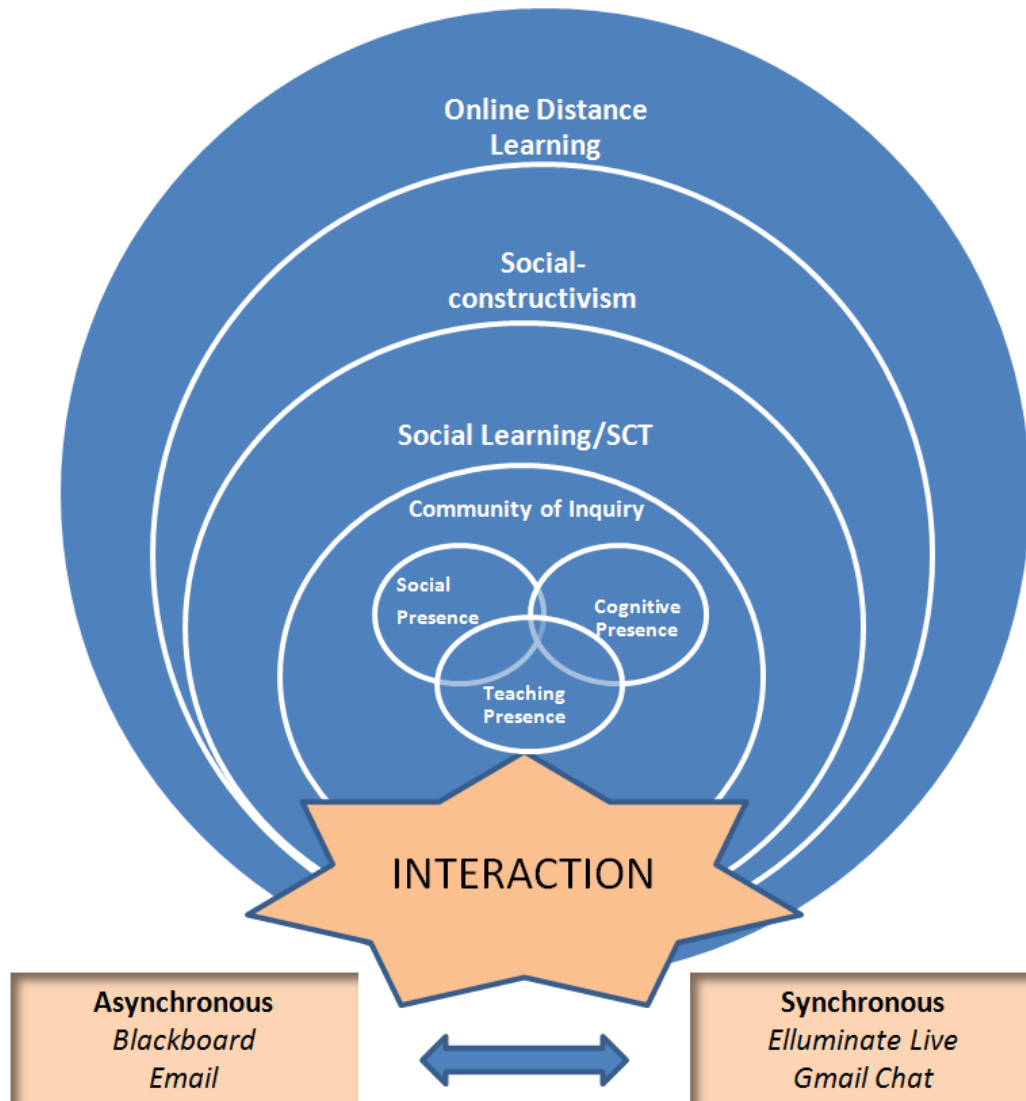 Online Distance
Learning
Social-
constructivism
Social Learning/SCT
Community of Inquiry
Social
Presence
Cognitive
Presence
Teaching
Presence
INTERACTION
Asynchronous
Blackboard
Email
Synchronous
Elluminate Live
Gmail Chat